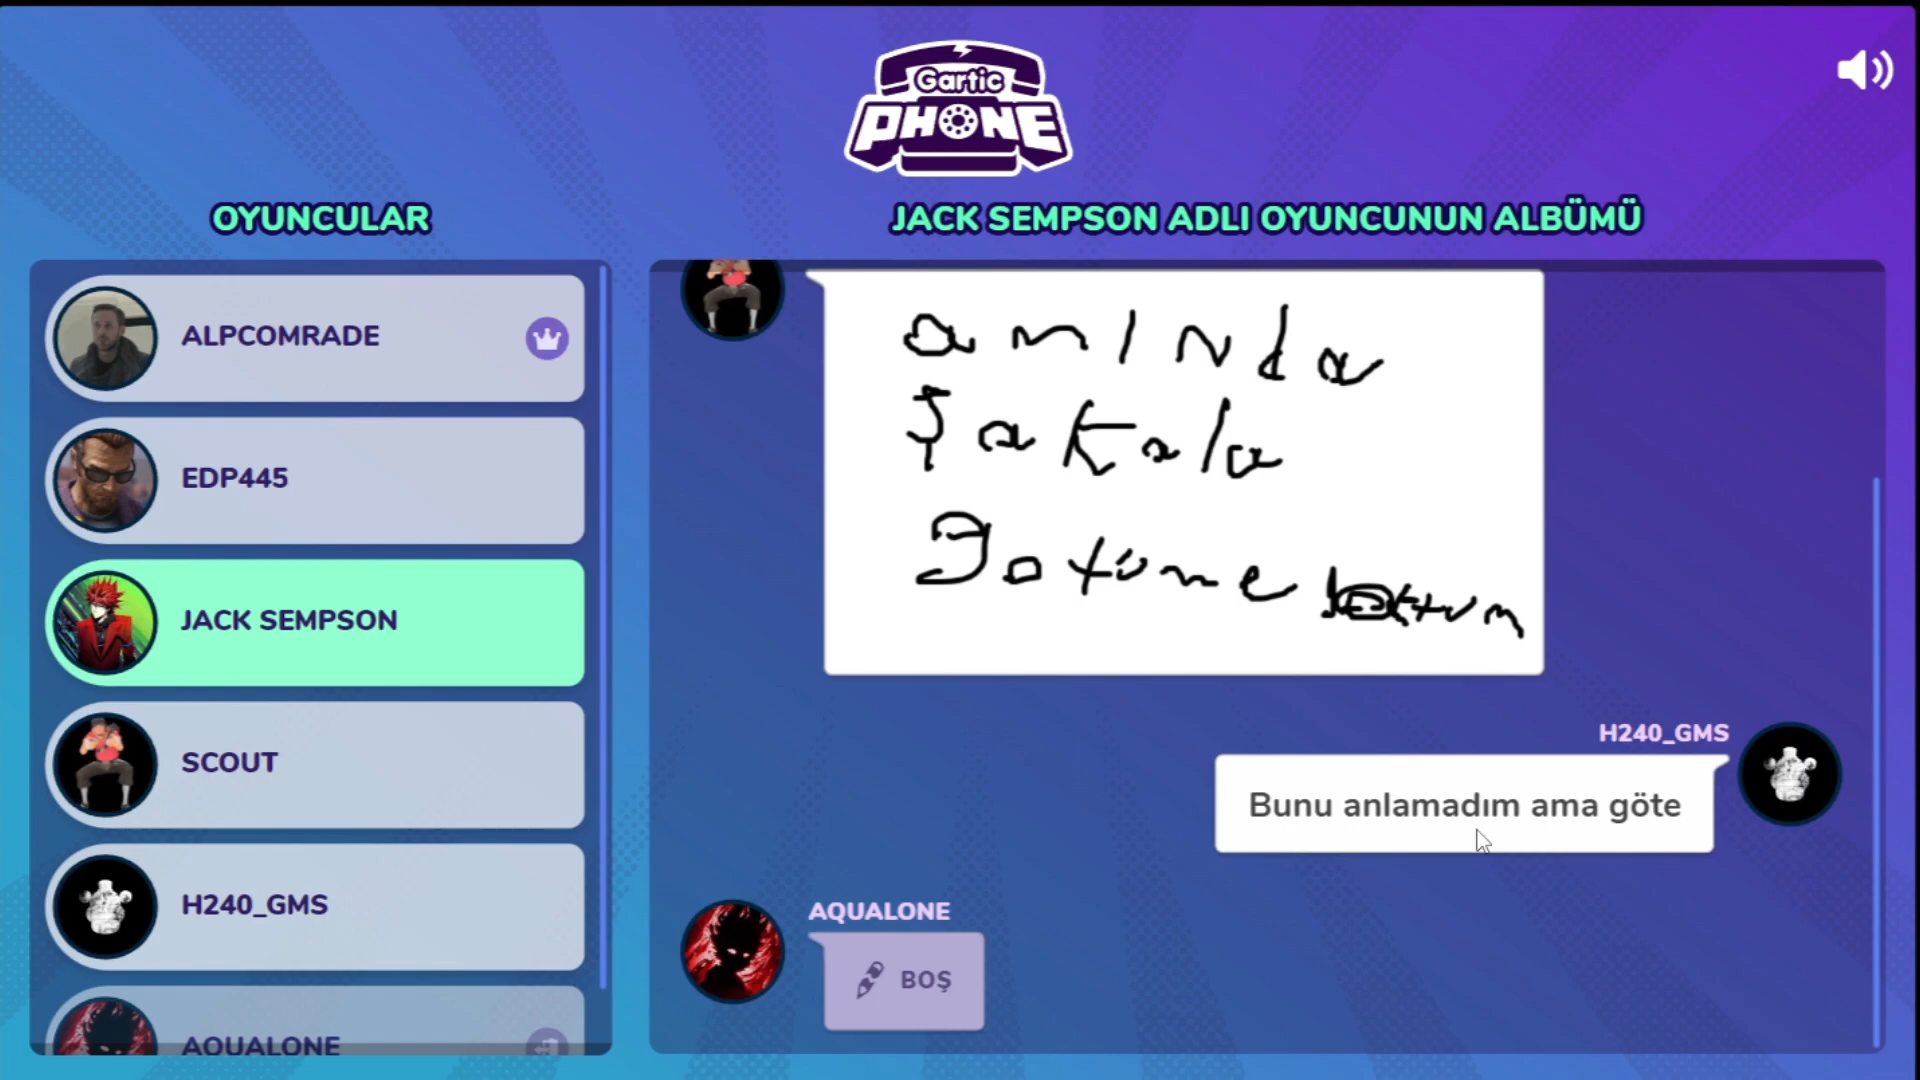 Gartic
PHONE
OYUNCULAR
JACK SEMPSON ADLI OYUNCUNUN ALBÜMÜ
ALPCOMRADE
EDP445
JACK SEMPSON
SCOUT
H240_GMS
AQUALONE
amında
şakala
götüme
H240_GMS
Bunu anlamadım ama göte
AQUALONE
BOŞ